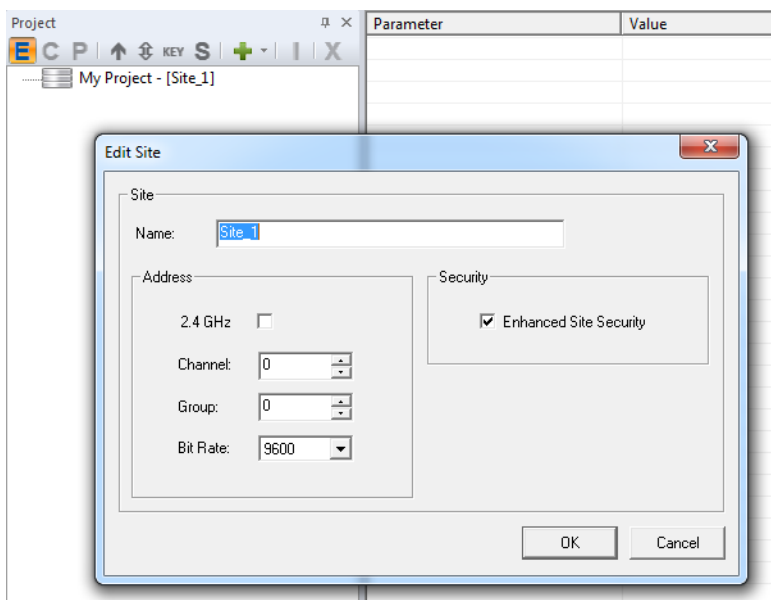 Project
Parameter Value
E C P KEY S I X
My Project - [Site_1]
Edit Site
X
Site
Name: Site_1
Address
Security
2.4 GHz
Enhanced Site Security
Channel: 0
Group: 0
Bit Rate: 9600
OK Cancel